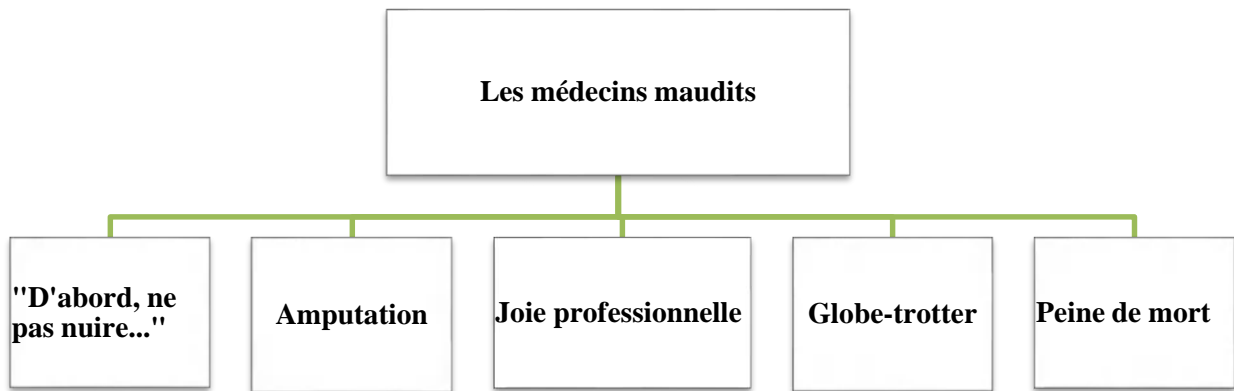 Les médecins maudits
"D'abord, ne
pas nuire..."
Amputation
Joie professionnelle
Globe-trotter
Peine de mort